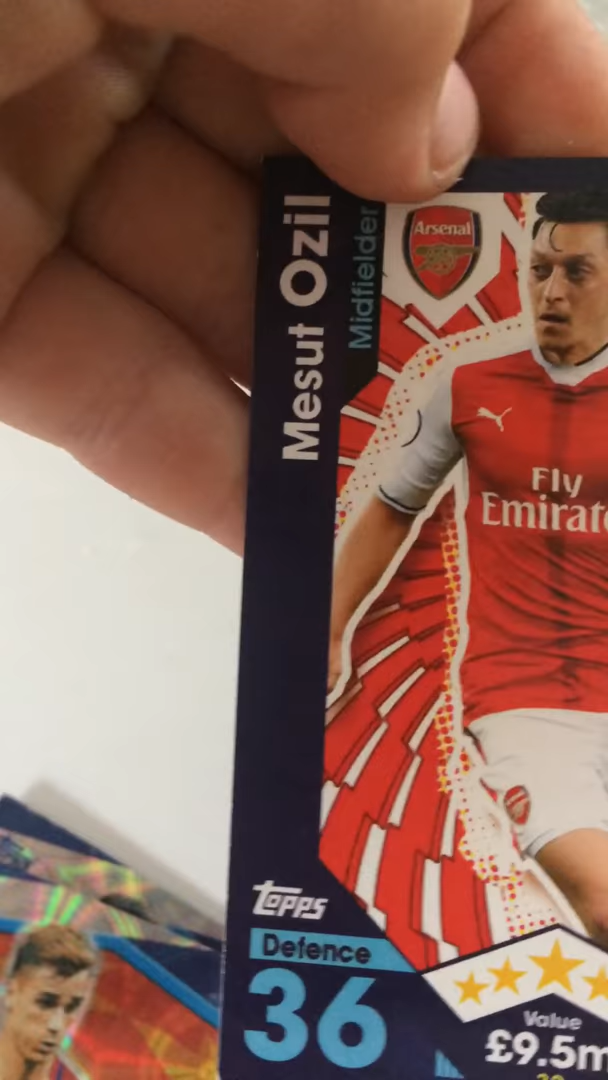 Mesut Ozil
Midfielder
Arsenal
Fly
Emirate
Topps
Defence
36
Value
£9.5m